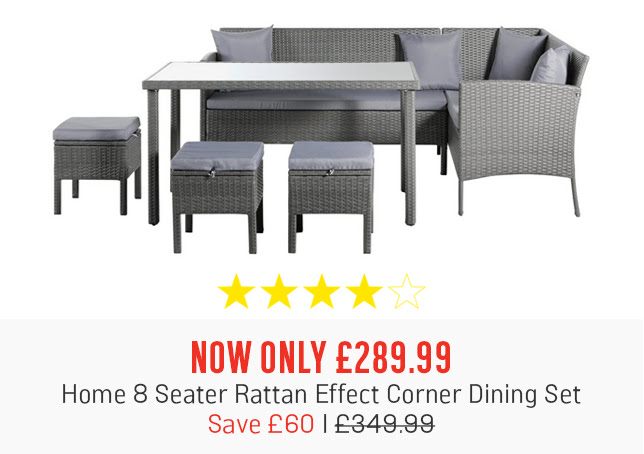 NOW ONLY £289.99
Home 8 Seater Rattan Effect Corner Dining Set
Save £60 | £349.99